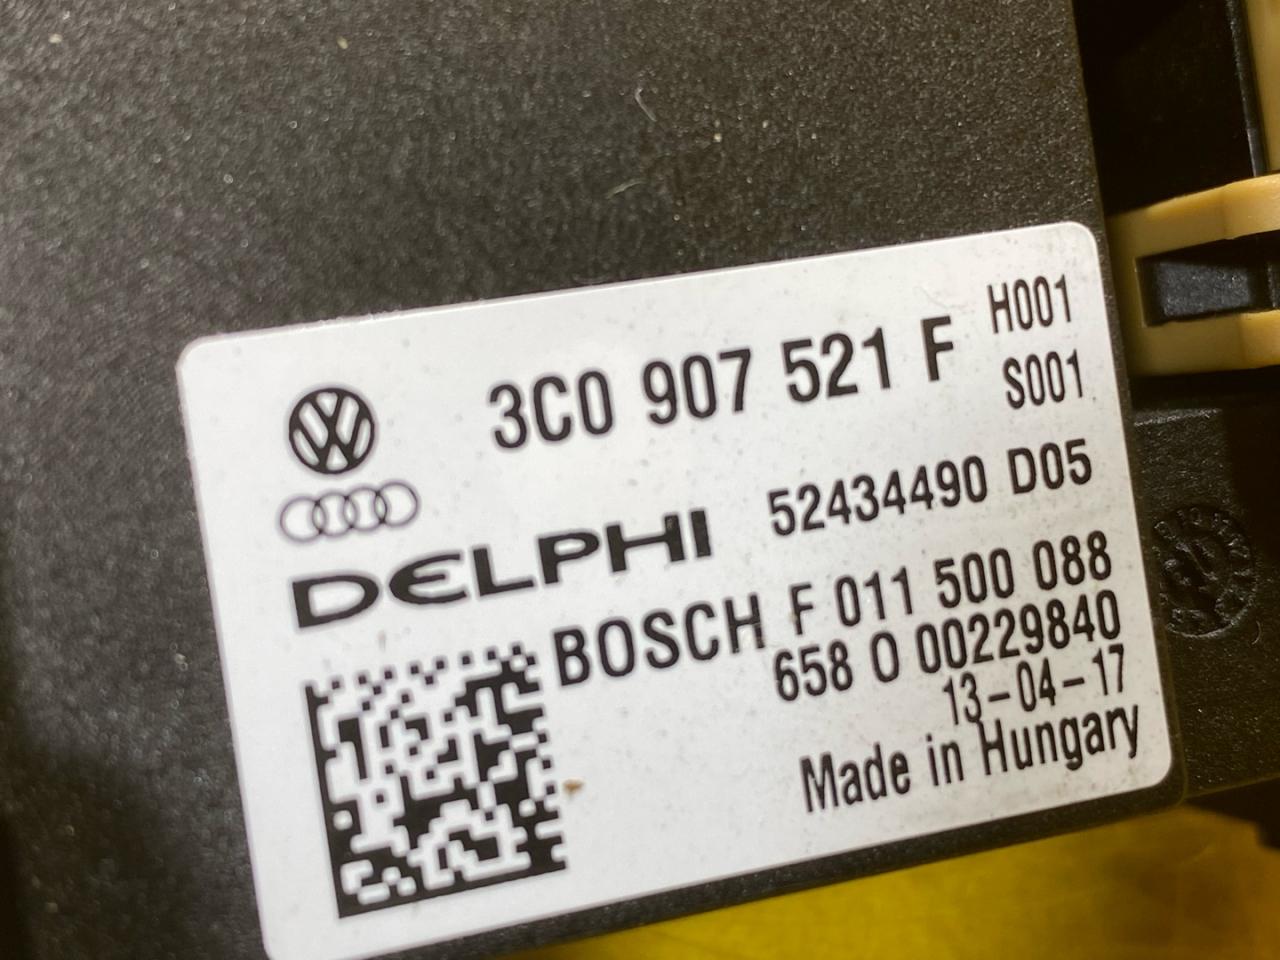 3C0 907 521 F
H001
S001
52434490 D05
DELPHI
BOSCH F 011 500 088
658 0 00229840
13-04-17
Made in Hungary